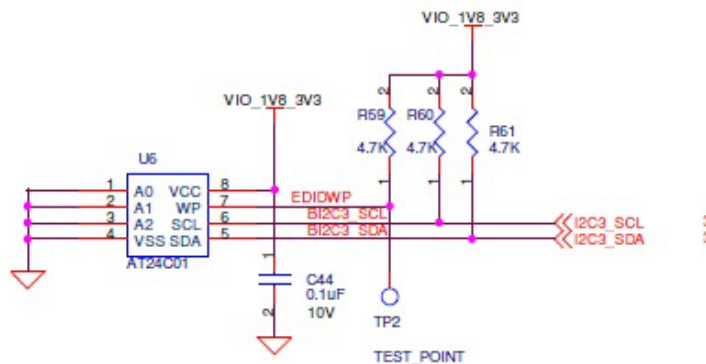 VIO_1V8_3V3
VIO_1V8_3V3
2 2 2
R59 R60 R61
4.7K 4.7K 4.7K
1 1 1
U6
1 A0 VCC 8
2 A1 WP 7 EDIDWP
3 A2 SCL 6 BI2C3_SCL I2C3_SCL
4 VSS SDA 5 BI2C3_SDA I2C3_SDA
AT24C01
1
C44
0.1uF
10V
2
TP2
TEST_POINT